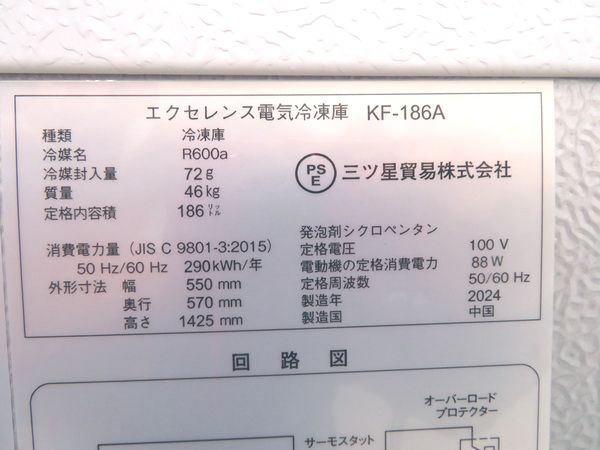 エクセレンス電気冷凍庫 KF-186A
種類 冷凍庫
冷媒名 R600a
冷媒封入量 72g
質量 46kg
定格内容積 186リットル
PSE 三ツ星貿易株式会社
消費電力量（JIS C 9801-3:2015）
50 Hz/60 Hz 290kWh/年
外形寸法 幅 550 mm
奥行 570 mm
高さ 1425 mm
発泡剤シクロペンタン
定格電圧 100 V
電動機の定格消費電力 88 W
定格周波数 50/60 Hz
製造年 2024
製造国 中国
回路図
オーバーロード
プロテクター
サーモスタット